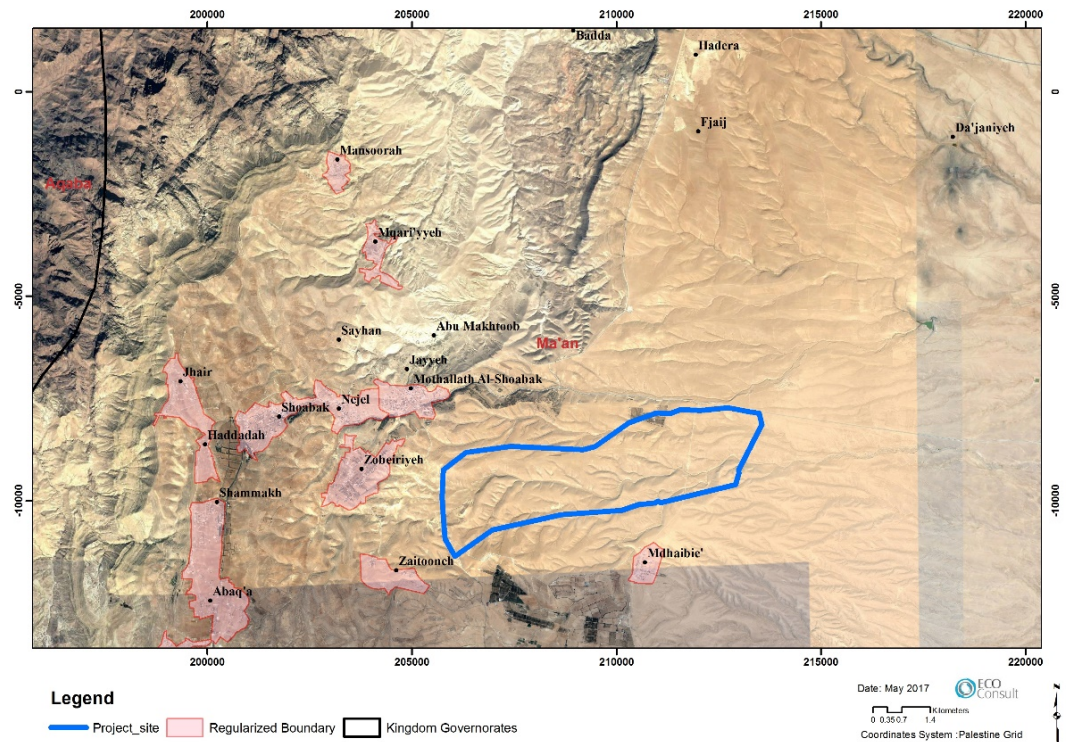 200000 205000 210000 215000 220000
Badda
Hadera
0 0
Fjaij
Da'janiyeh
Mansoorah
Aqaba
Mqari'yyeh
-5000 -5000
Abu Makhtoob
Sayhan
Ma'an
Jayyeh
Jhair
Mothallath Al-Shoabak
Nejel
Shoabak
Haddadah
Zobeiriyeh
Shammakh
-10000 -10000
Mdhaibie'
Zaitoonch
Abaq'a
200000 205000 210000 215000 220000
Legend
Project_site Regularized Boundary Kingdom Governorates
Date: May 2017
ECO
Consult
Kilometers
0 0.35 0.7 1.4
Coordinates System :Palestine Grid